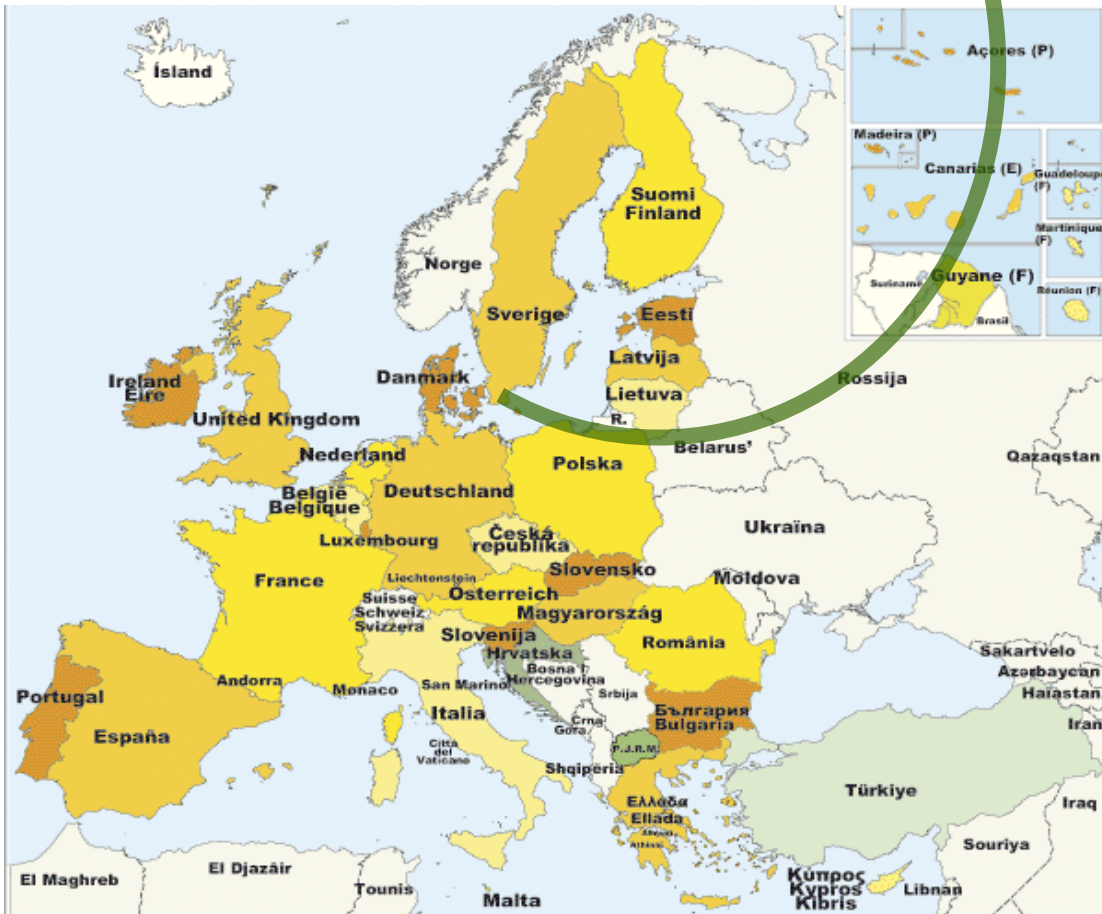 Ísland
Açores (P)
Madeira (P)
Canarias (E)
Guadeloupe
(F)
Martinique
(F)
Guyane (F)
Suriname
Brasil
Réunion (F)
Suomi
Finland
Norge
Sverige
Eesti
Latvija
Lietuva
R.
Rossija
Danmark
Ireland
Éire
United Kingdom
Nederland
België
Belgique
Deutschland
Polska
Belarus'
Qazaqstan
Luxembourg
Česká
republika
Ukraïna
Slovensko
Moldova
France
Liechtenstein
Österreich
Suisse
Schweiz
Svizzera
Magyarország
România
Slovenija
Hrvatska
Bosna i
Hercegovina
Srbija
Crna
Gora
Andorra
Monaco
San Marino
Italia
Città
del
Vaticano
Portugal
España
България
Bulgaria
P.J.R.M.
Shqipëria
Sakartvelo
Azərbaycan
Haiastan
Iran
Ελλάδα
Ellada
Türkiye
Iraq
Souriya
Κύπρος
Kypros
Kibris
Libnan
El Maghreb
El Djazâir
Tounis
Malta